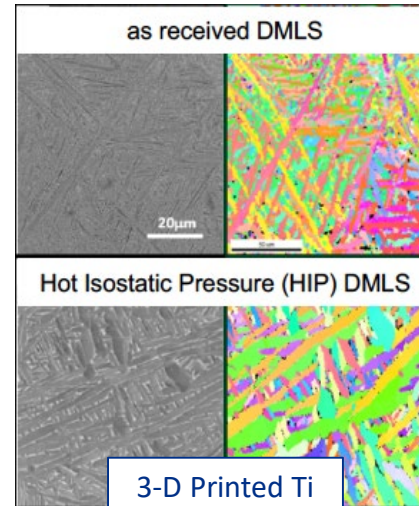 as received DMLS
20μm
Hot Isostatic Pressure (HIP) DMLS
3-D Printed Ti